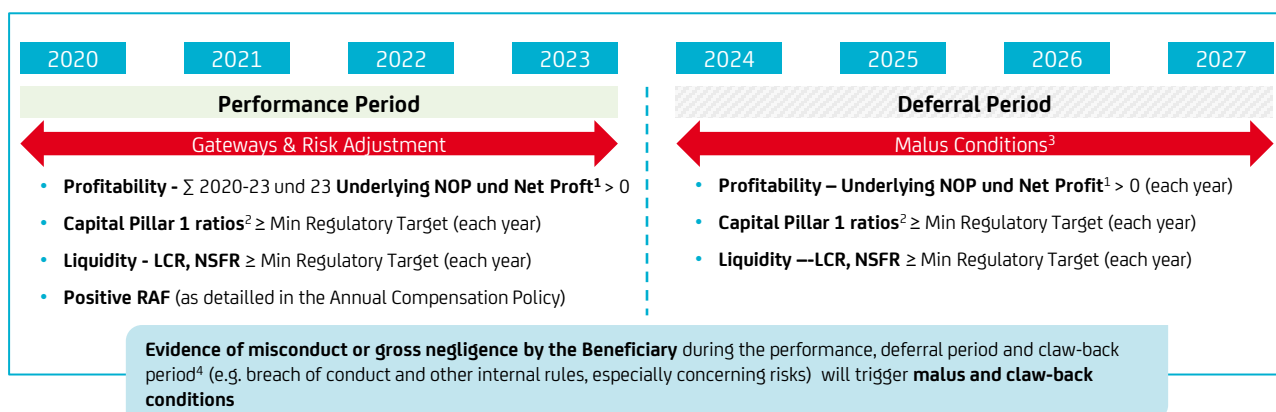 2020 2021 2022 2023 2024 2025 2026 2027
Performance Period
Gateways & Risk Adjustment
• Profitability - ∑ 2020-23 und 23 Underlying NOP und Net Proft¹ > 0
• Capital Pillar 1 ratios² ≥ Min Regulatory Target (each year)
• Liquidity - LCR, NSFR ≥ Min Regulatory Target (each year)
• Positive RAF (as detailled in the Annual Compensation Policy)
Deferral Period
Malus Conditions³
• Profitability – Underlying NOP und Net Profit¹ > 0 (each year)
• Capital Pillar 1 ratios² ≥ Min Regulatory Target (each year)
• Liquidity –-LCR, NSFR ≥ Min Regulatory Target (each year)
Evidence of misconduct or gross negligence by the Beneficiary during the performance, deferral period and claw-back
period⁴ (e.g. breach of conduct and other internal rules, especially concerning risks) will trigger malus and claw-back
conditions